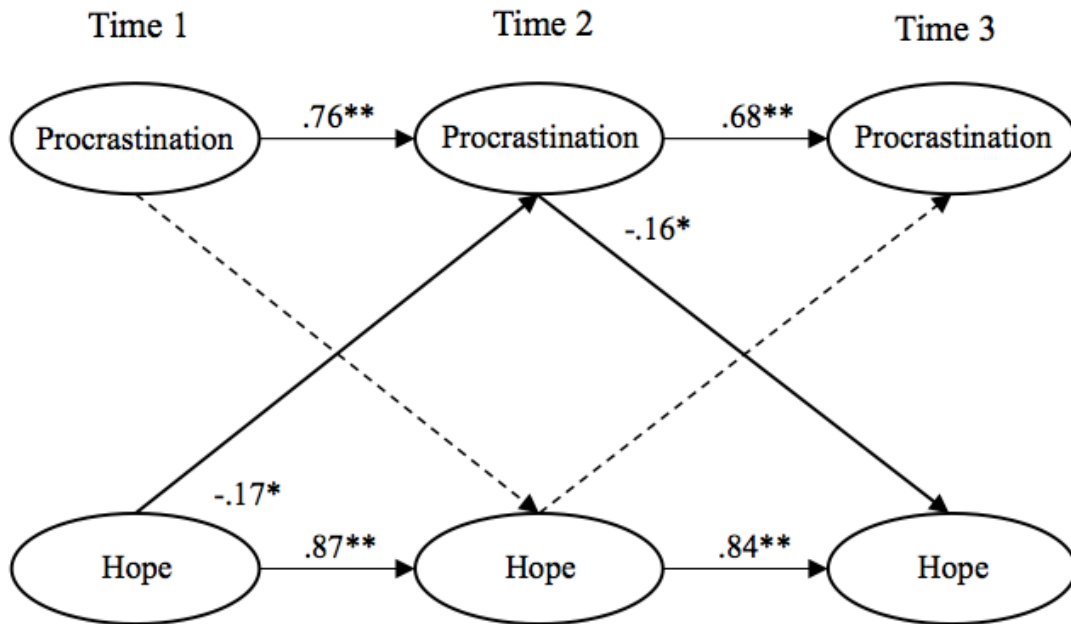 Time 1
Time 2
Time 3
Procrastination
.76**
Procrastination
.68**
Procrastination
-.16*
-.17*
Hope
.87**
Hope
.84**
Hope